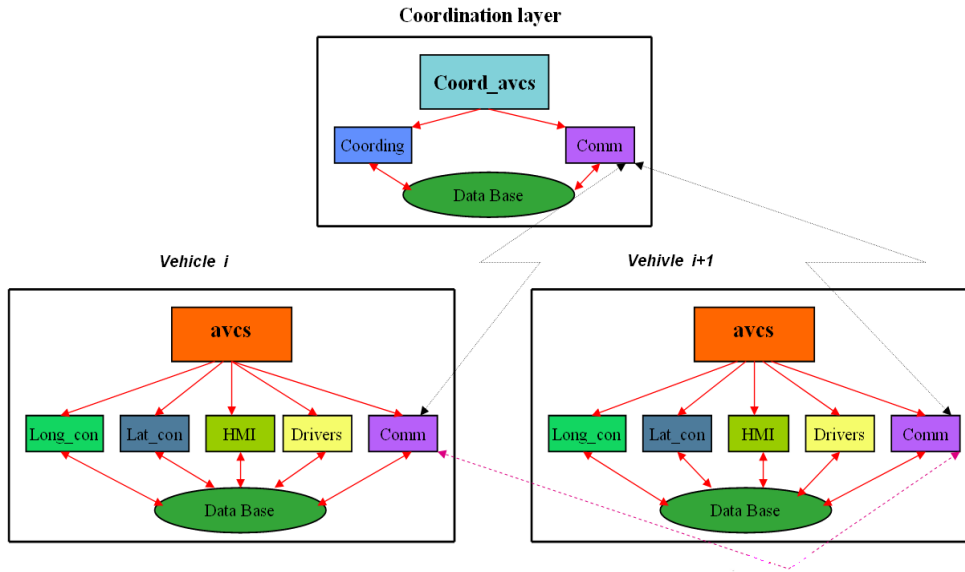 Coordination layer
Coord_avcs
Coording
Comm
Data Base
Vehicle i
avcs
Long_con
Lat_con
HMI
Drivers
Comm
Data Base
Vehivle i+1
avcs
Long_con
Lat_con
HMI
Drivers
Comm
Data Base